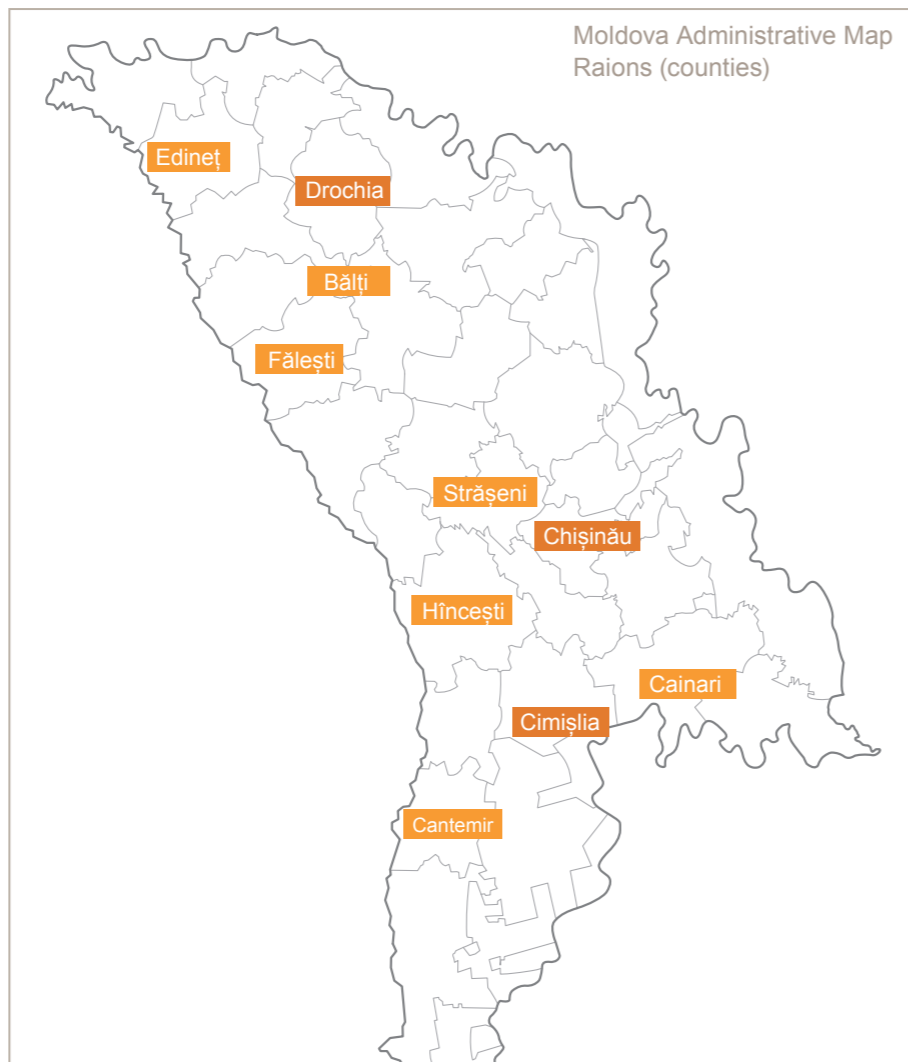 Moldova Administrative Map
Raions (counties)
Edineț
Drochia
Bălți
Fălești
Strășeni
Chișinău
Hîncești
Cainari
Cimișlia
Cantemir